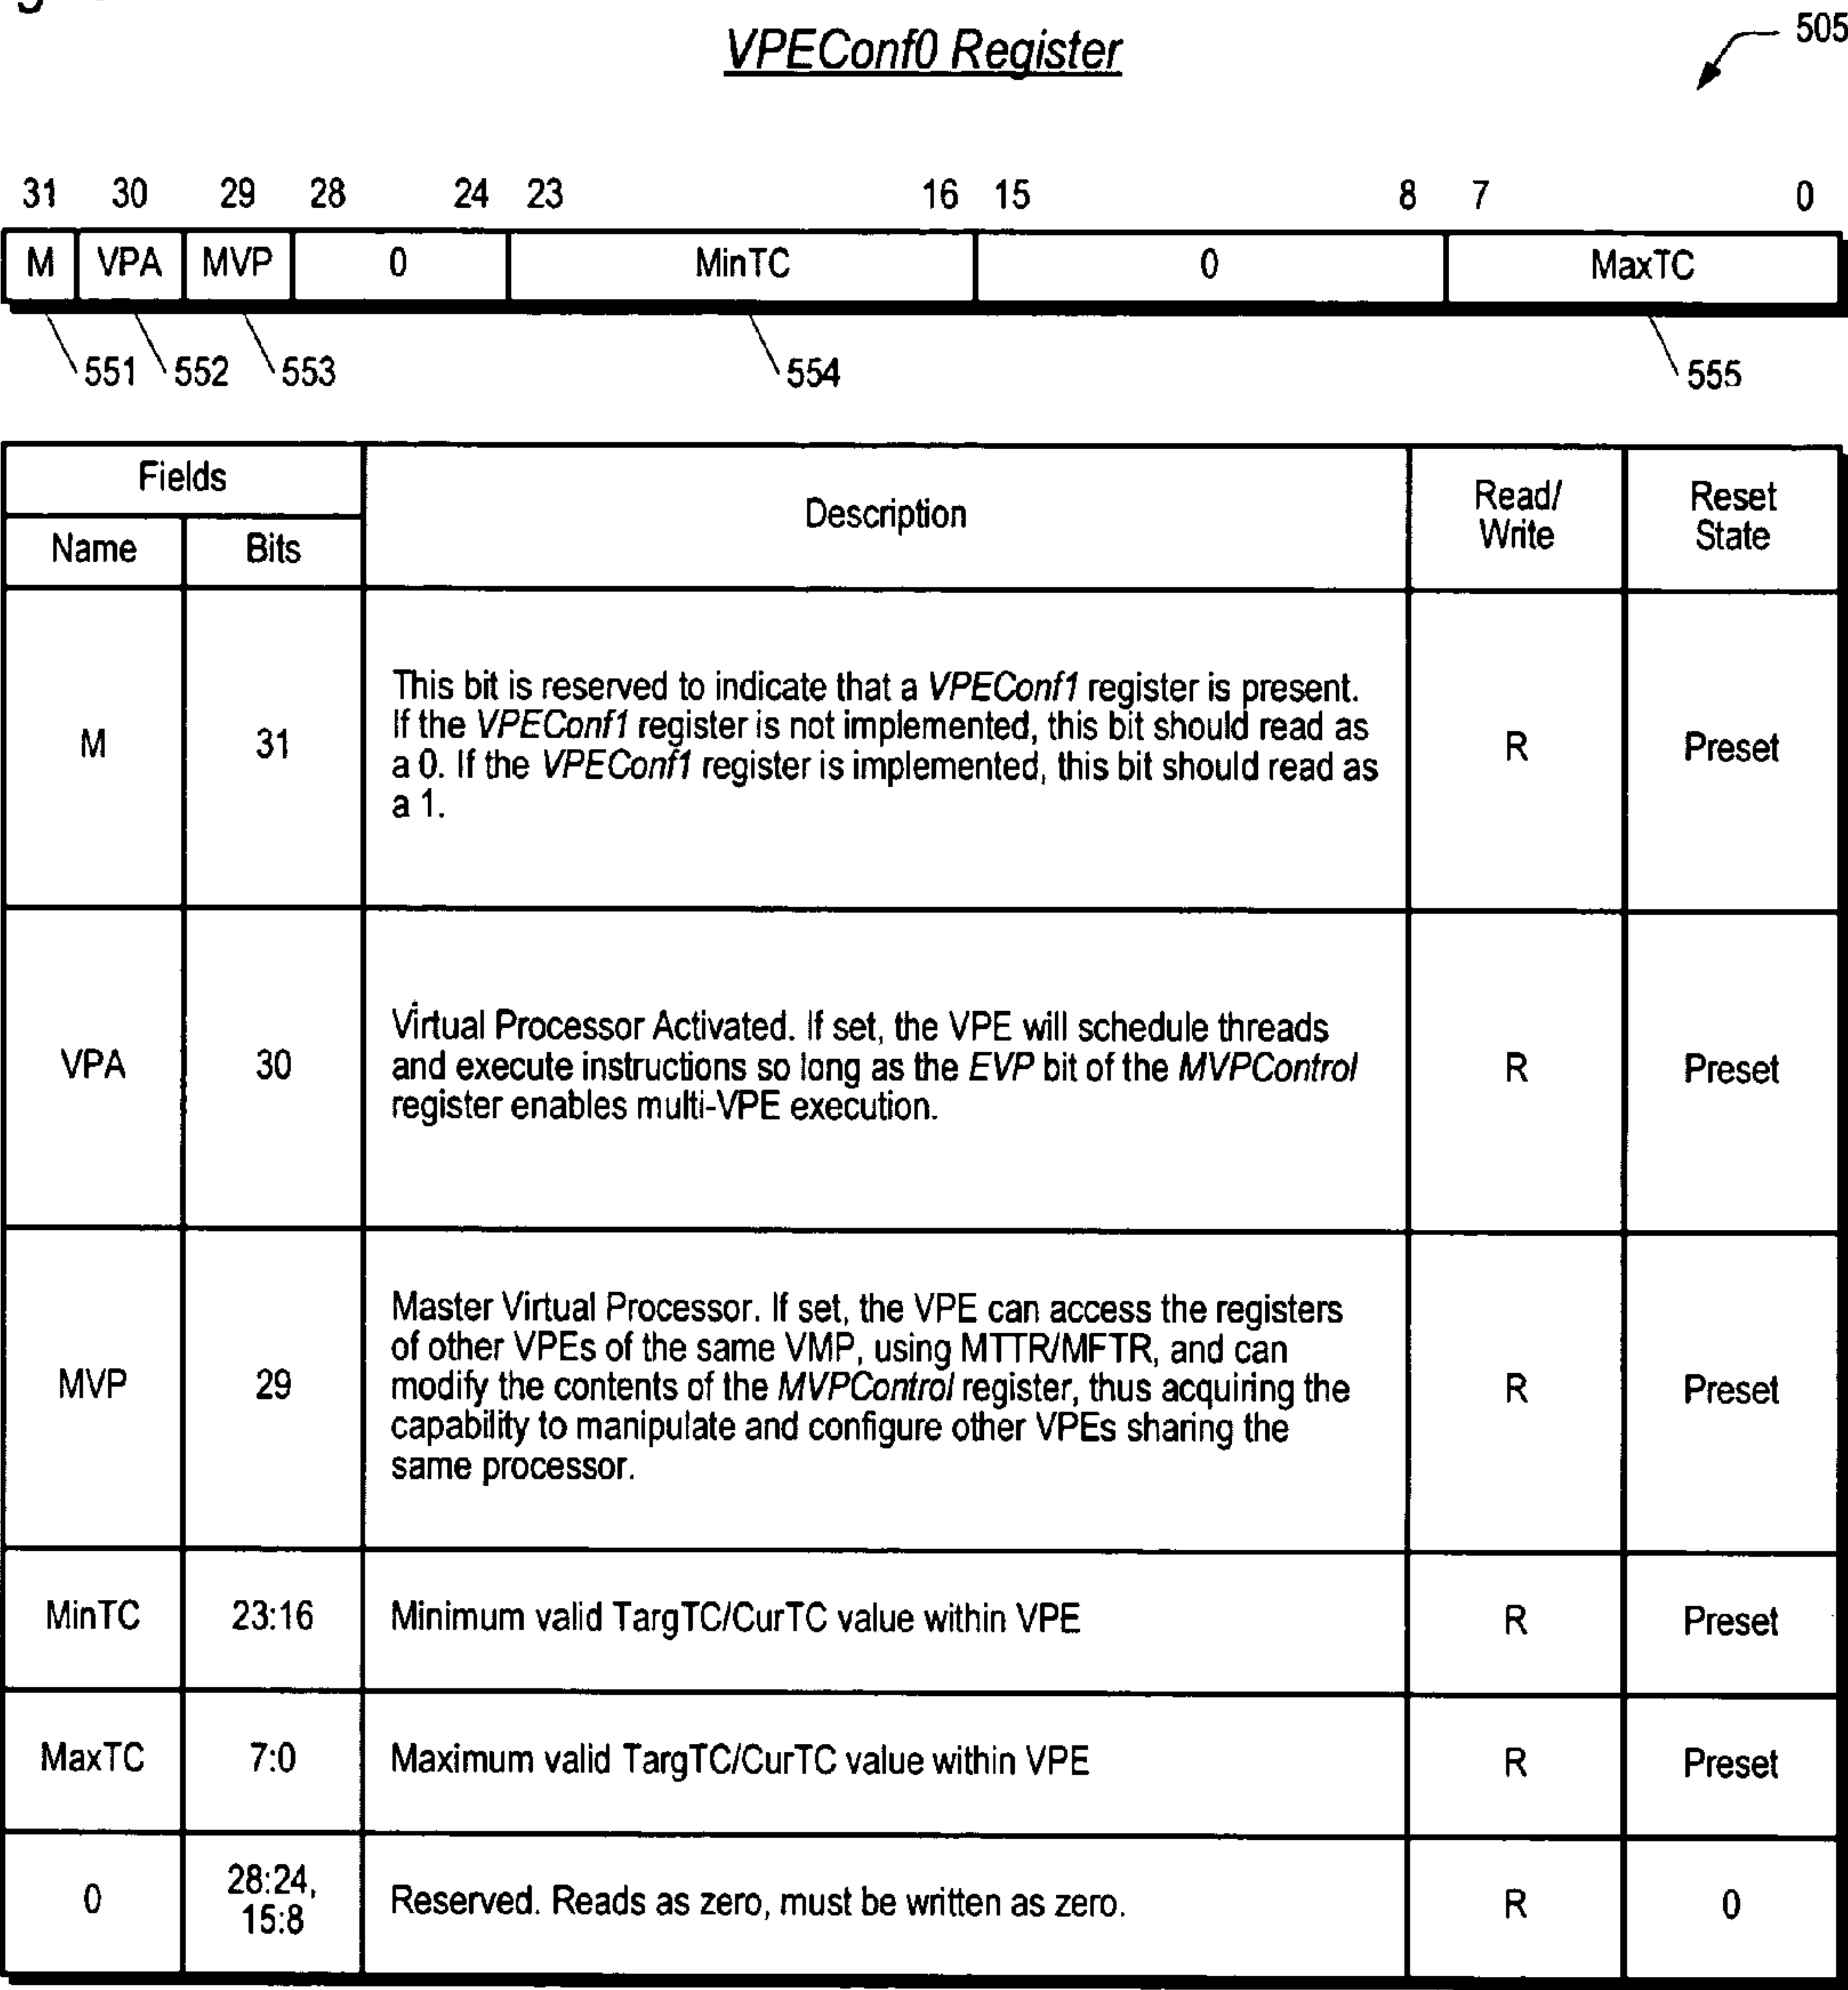 VPEConf0 Register
505
31 30 29 28 24 23 16 15 8 7 0
M VPA MVP 0 MinTC 0 MaxTC
551 552 553 554 555
Fields
Description
Read/
Write
Reset
State
Name Bits
M 31
This bit is reserved to indicate that a VPEConf1 register is present.
If the VPEConf1 register is not implemented, this bit should read as
a 0. If the VPEConf1 register is implemented, this bit should read as
a 1.
R Preset
VPA 30
Virtual Processor Activated. If set, the VPE will schedule threads
and execute instructions so long as the EVP bit of the MVPControl
register enables multi-VPE execution.
R Preset
MVP 29
Master Virtual Processor. If set, the VPE can access the registers
of other VPEs of the same VMP, using MTTR/MFTR, and can
modify the contents of the MVPControl register, thus acquiring the
capability to manipulate and configure other VPEs sharing the
same processor.
R Preset
MinTC 23:16 Minimum valid TargTC/CurTC value within VPE R Preset
MaxTC 7:0 Maximum valid TargTC/CurTC value within VPE R Preset
0 28:24,
15:8
Reserved. Reads as zero, must be written as zero. R 0